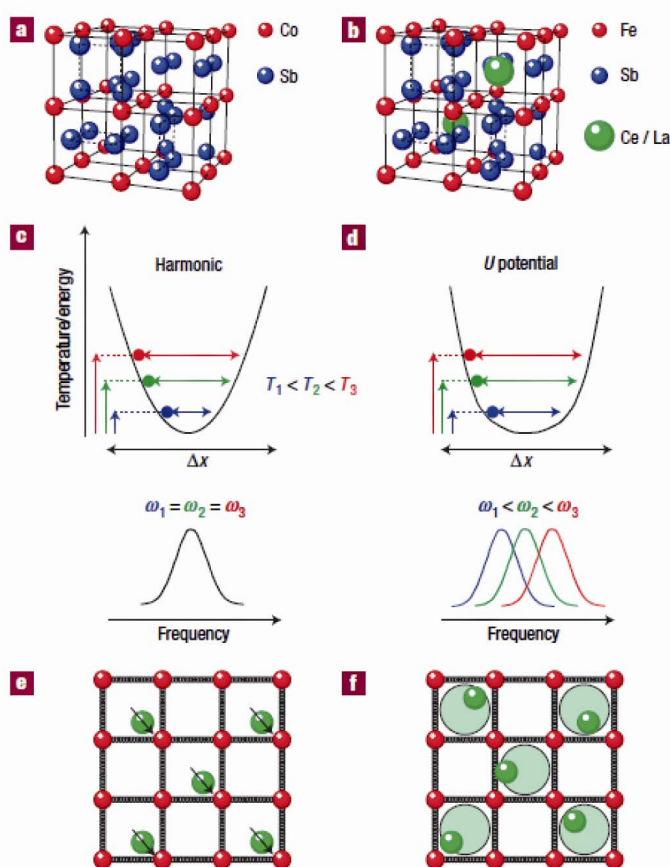 a
Co
Sb
b
Fe
Sb
Ce / La
c
Harmonic
Temperature/energy
T₁ < T₂ < T₃
Δx
d
U potential
Δx
ω₁ = ω₂ = ω₃
Frequency
ω₁ < ω₂ < ω₃
Frequency
e
f